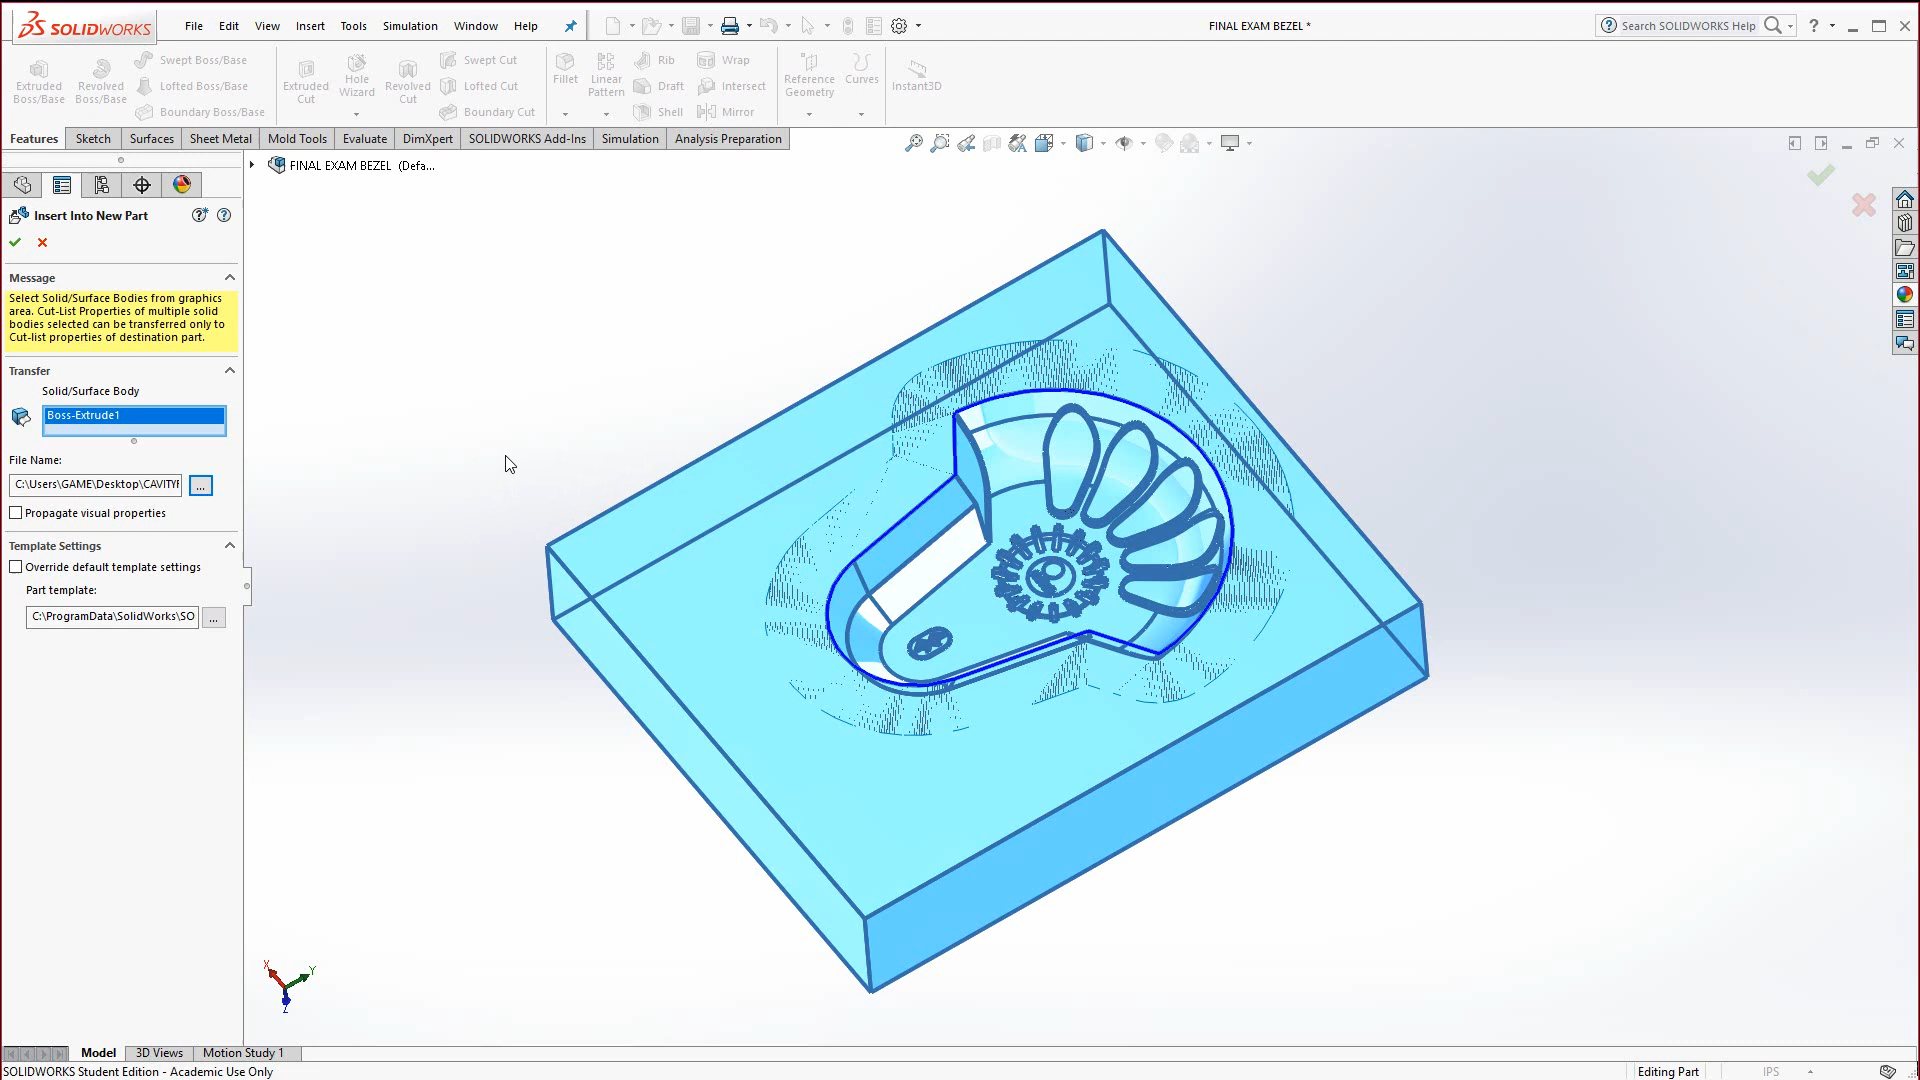 SOLIDWORKS File Edit View Insert Tools Simulation Window Help FINAL EXAM BEZEL * Search SOLIDWORKS Help ?
Extruded Boss/Base
Revolved Boss/Base
Swept Boss/Base
Lofted Boss/Base
Boundary Boss/Base
Extruded Cut
Hole Wizard
Revolved Cut
Swept Cut
Lofted Cut
Boundary Cut
Fillet
Linear Pattern
Rib
Draft
Shell
Wrap
Intersect
Mirror
Reference Geometry
Curves
Instant3D
Features Sketch Surfaces Sheet Metal Mold Tools Evaluate DimXpert SOLIDWORKS Add-Ins Simulation Analysis Preparation
FINAL EXAM BEZEL (Defa...
Insert Into New Part
Message
Select Solid/Surface Bodies from graphics
area. Cut-List Properties of multiple solid
bodies selected can be transferred only to
Cut-list properties of destination part.
Transfer
Solid/Surface Body
Boss-Extrude1
File Name:
C:\Users\GAME\Desktop\CAVITY ...
Propagate visual properties
Template Settings
Override default template settings
Part template:
C:\ProgramData\SolidWorks\SO ...
X Y Z
Model 3D Views Motion Study 1
SOLIDWORKS Student Edition - Academic Use Only Editing Part IPS